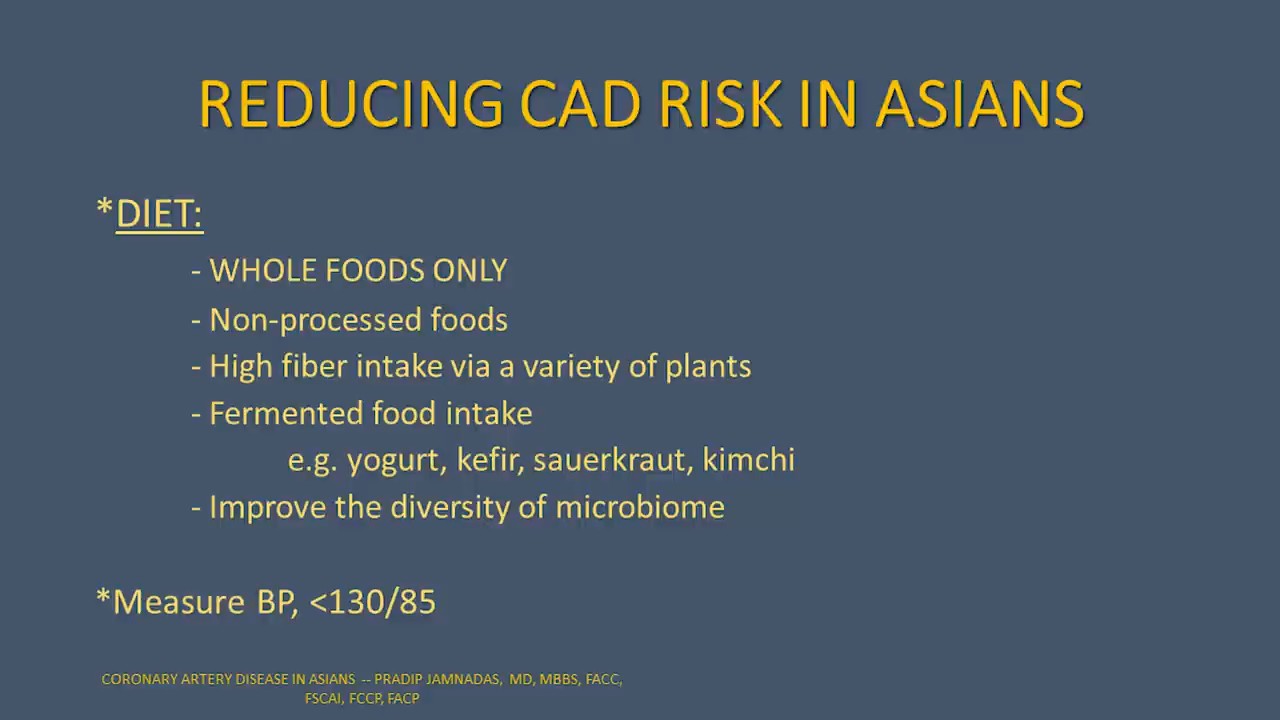 REDUCING CAD RISK IN ASIANS
*DIET:
- WHOLE FOODS ONLY
- Non-processed foods
- High fiber intake via a variety of plants
- Fermented food intake
e.g. yogurt, kefir, sauerkraut, kimchi
- Improve the diversity of microbiome
*Measure BP, <130/85
CORONARY ARTERY DISEASE IN ASIANS -- PRADIP JAMNADAS, MD, MBBS, FACC,
FSCAI, FCCP, FACP